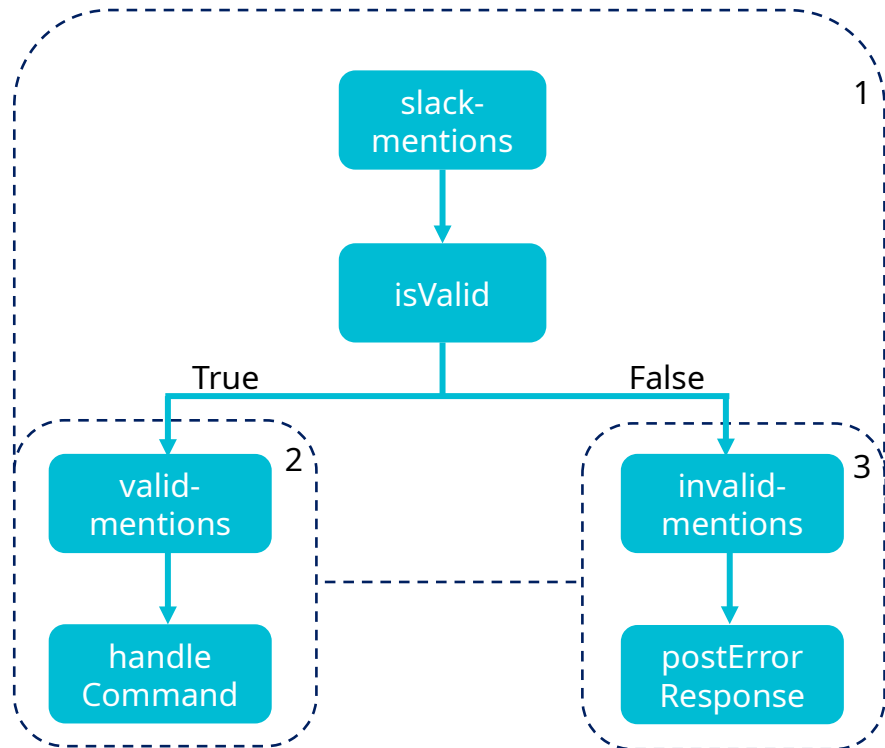 1
slack-
mentions
isValid
True
False
2
valid-
mentions
3
invalid-
mentions
handle
Command
postError
Response